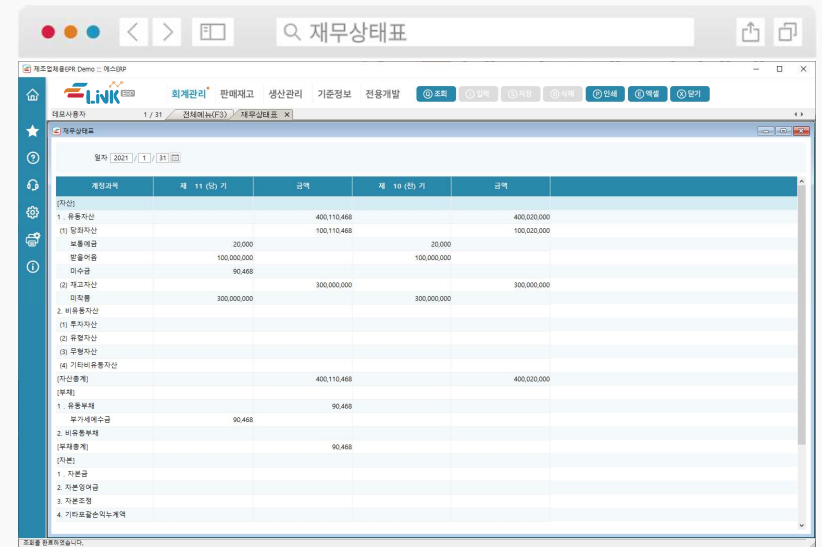 재무상태표
제조업체용EPR Demo ::: 에스ERP
LiNK ERP
회계관리 판매재고 생산관리 기준정보 전용개발 Q조회 I입력 S저장 D삭제 P인쇄 E엑셀 X닫기
데모사용자 1 / 31 전체메뉴(F3) 재무상태표 ×
재무상태표
일자 2021 / 1 / 31
계정과목 제 11 (당) 기 금액 제 10 (전) 기 금액
[자산]
1 . 유동자산 400,110,468 400,020,000
(1) 당좌자산 100,110,468 100,020,000
보통예금 20,000 20,000
받을어음 100,000,000 100,000,000
미수금 90,468
(2) 재고자산 300,000,000 300,000,000
미착품 300,000,000 300,000,000
2. 비유동자산
(1) 투자자산
(2) 유형자산
(3) 무형자산
(4) 기타비유동자산
[자산총계] 400,110,468 400,020,000
[부채]
1 . 유동부채 90,468
부가세예수금 90,468
2. 비유동부채
[부채총계] 90,468
[자본]
1 . 자본금
2. 자본잉여금
3. 자본조정
4. 기타포괄손익누계액
조회를 완료하였습니다.